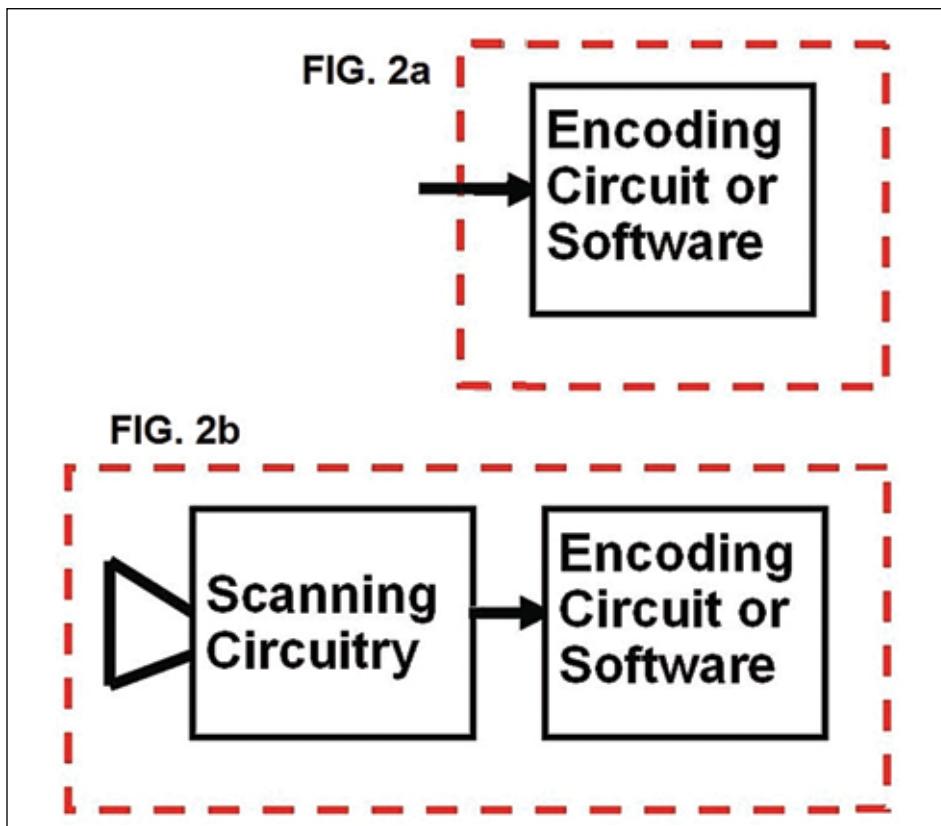 FIG. 2a
Encoding
Circuit or
Software
FIG. 2b
Scanning
Circuitry
Encoding
Circuit or
Software